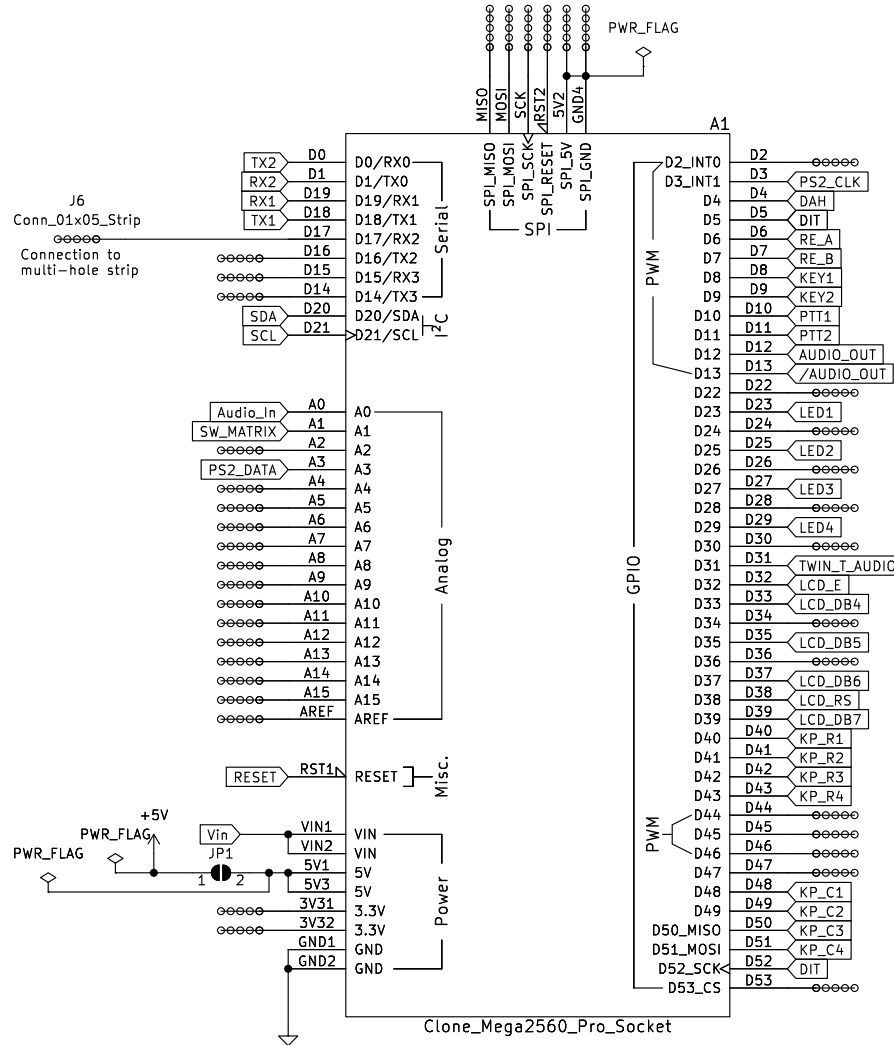 PWR_FLAG
MISO
MOSI
SCK
RST2
5V2
GND4
A1
SPI_MISO
SPI_MOSI
SPI_SCK
SPI_RESET
SPI_5V
SPI_GND
SPI
J6
Conn_01x05_Strip
Connection to
multi-hole strip
TX2 D0 D0/RX0
RX2 D1 D1/TX0
RX1 D19 D19/RX1
TX1 D18 D18/TX1
D17 D17/RX2
D16 D16/TX2
D15 D15/RX3
D14 D14/TX3
Serial
SDA D20 D20/SDA
SCL D21 D21/SCL
I²C
Audio_In A0 A0
SW_MATRIX A1 A1
A2 A2
PS2_DATA A3 A3
A4 A4
A5 A5
A6 A6
A7 A7
A8 A8
A9 A9
A10 A10
A11 A11
A12 A12
A13 A13
A14 A14
A15 A15
AREF AREF
Analog
RESET RST1 RESET
Misc.
Vin VIN1 VIN
VIN2 VIN
+5V
PWR_FLAG
PWR_FLAG
JP1
1 2
5V1 5V
5V3 5V
3V31 3.3V
3V32 3.3V
GND1 GND
GND2 GND
Power
D2_INT0 D2
D3_INT1 D3 PS2_CLK
D4 D4 DAH
D5 D5 DIT
D6 D6 RE_A
D7 D7 RE_B
D8 D8 KEY1
D9 D9 KEY2
D10 D10 PTT1
D11 D11 PTT2
D12 D12 AUDIO_OUT
D13 D13 /AUDIO_OUT
PWM
D22 D22
D23 D23 LED1
D24 D24
D25 D25 LED2
D26 D26
D27 D27 LED3
D28 D28
D29 D29 LED4
D30 D30
D31 D31 TWIN_T_AUDIO
D32 D32 LCD_E
D33 D33 LCD_DB4
D34 D34
D35 D35 LCD_DB5
D36 D36
D37 D37 LCD_DB6
D38 D38 LCD_RS
D39 D39 LCD_DB7
D40 D40 KP_R1
D41 D41 KP_R2
D42 D42 KP_R3
D43 D43 KP_R4
GPIO
D44 D44
D45 D45
D46 D46
PWM
D47 D47
D48 D48 KP_C1
D49 D49 KP_C2
D50_MISO D50 KP_C3
D51_MOSI D51 KP_C4
D52_SCK D52 DIT
D53_CS D53
Clone_Mega2560_Pro_Socket